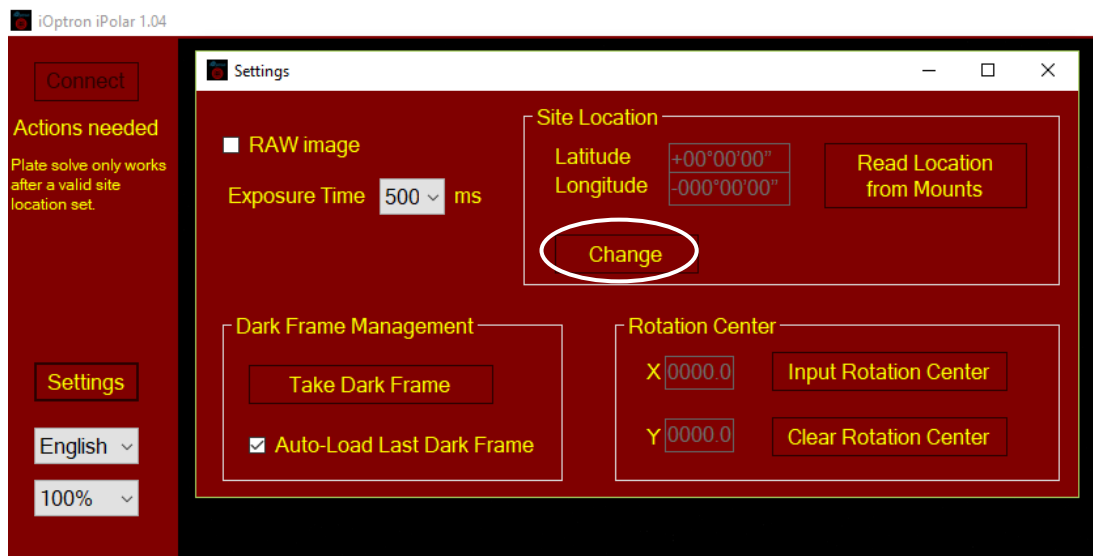 iOptron iPolar 1.04
Connect
Actions needed
Plate solve only works
after a valid site
location set.
Settings
English
100%
Settings
RAW image
Exposure Time 500 ms
Site Location
Latitude +00°00'00"
Longitude -000°00'00"
Read Location
from Mounts
Change
Dark Frame Management
Take Dark Frame
Auto-Load Last Dark Frame
Rotation Center
X 0000.0 Input Rotation Center
Y 0000.0 Clear Rotation Center